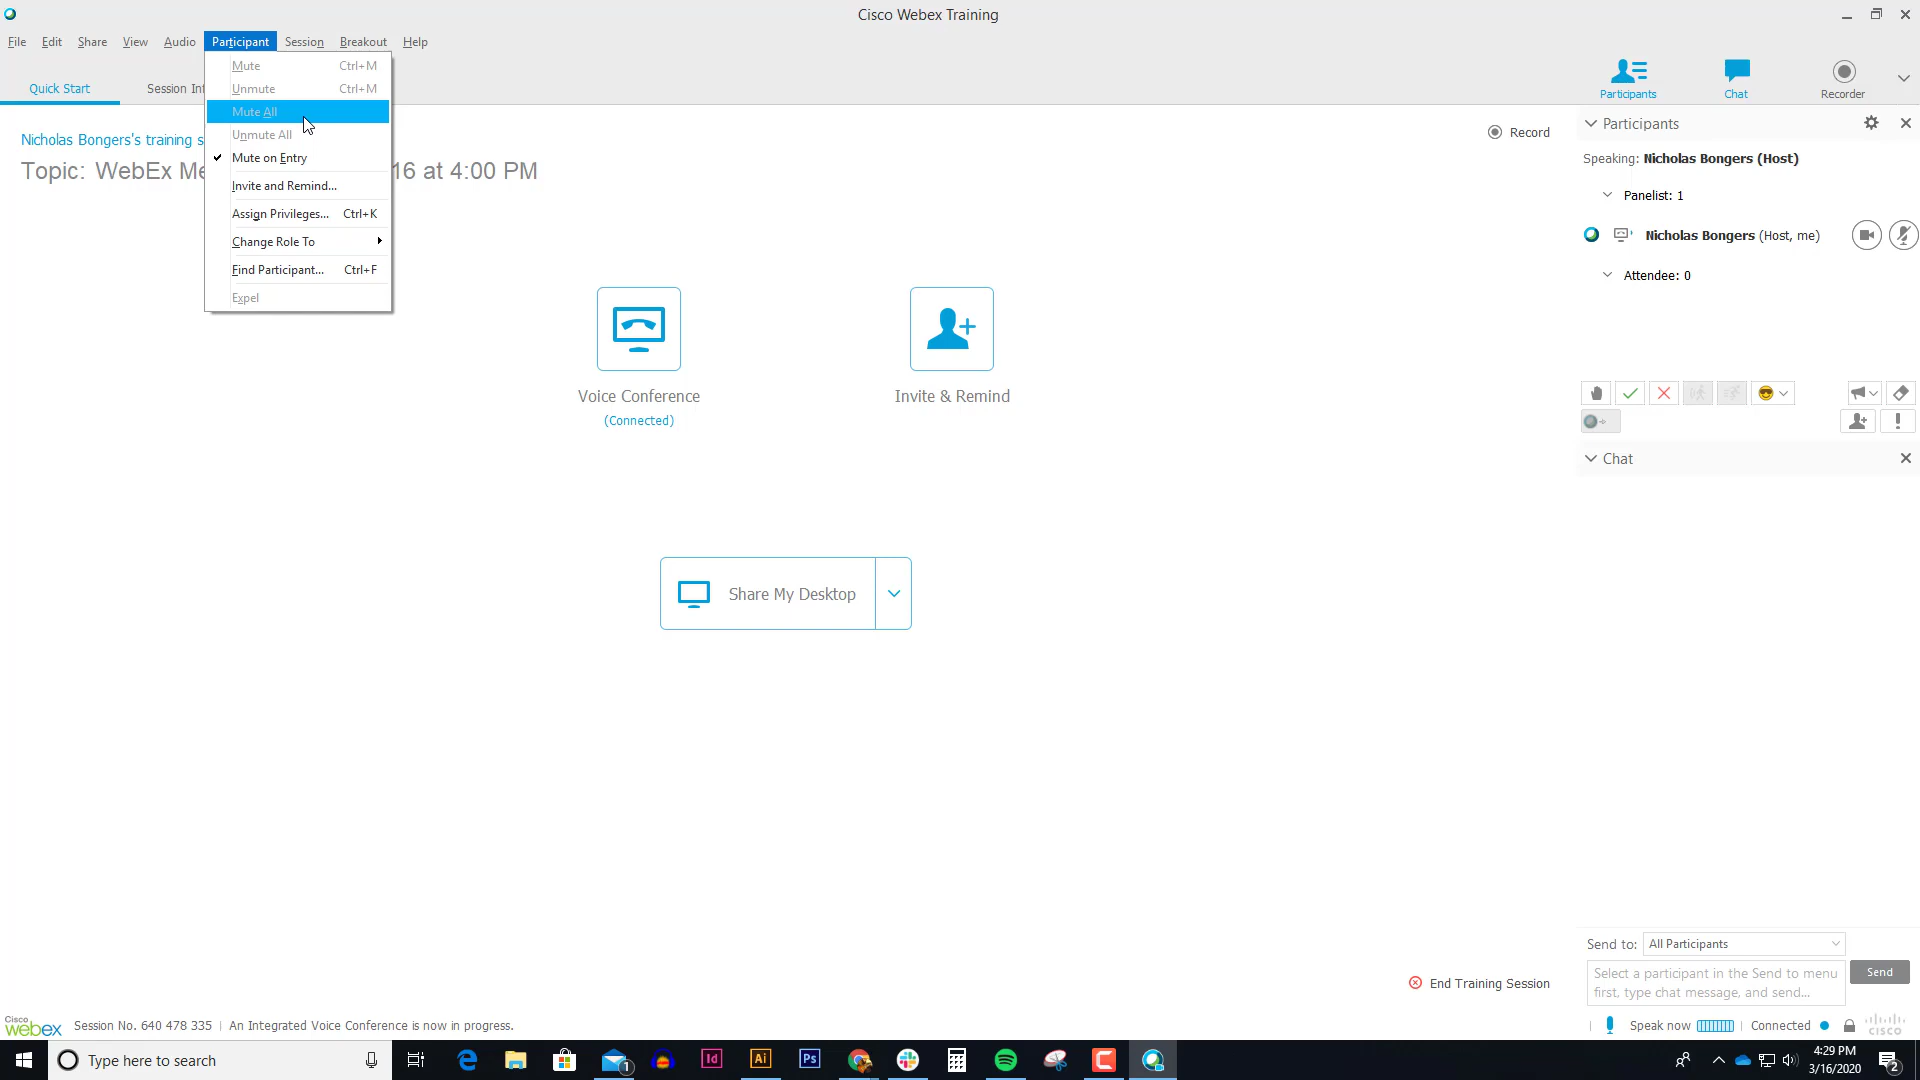 Cisco Webex Training
File Edit Share View Audio Participant Session Breakout Help
Mute Ctrl+M
Unmute Ctrl+M
Mute All
Unmute All
Mute on Entry
Invite and Remind...
Assign Privileges... Ctrl+K
Change Role To
Find Participant... Ctrl+F
Expel
Quick Start
Session Inf
Participants
Chat
Recorder
Nicholas Bongers's training s
Topic: WebEx Me 16 at 4:00 PM
Record
Voice Conference
(Connected)
Invite & Remind
Share My Desktop
End Training Session
Participants
Speaking: Nicholas Bongers (Host)
Panelist: 1
Nicholas Bongers (Host, me)
Attendee: 0
Chat
Send to: All Participants
Select a participant in the Send to menu
first, type chat message, and send...
Send
Cisco
webex
Session No. 640 478 335 | An Integrated Voice Conference is now in progress.
Speak now
Connected
cisco
Type here to search
1
Id
Ai
Ps
4:29 PM
3/16/2020
2